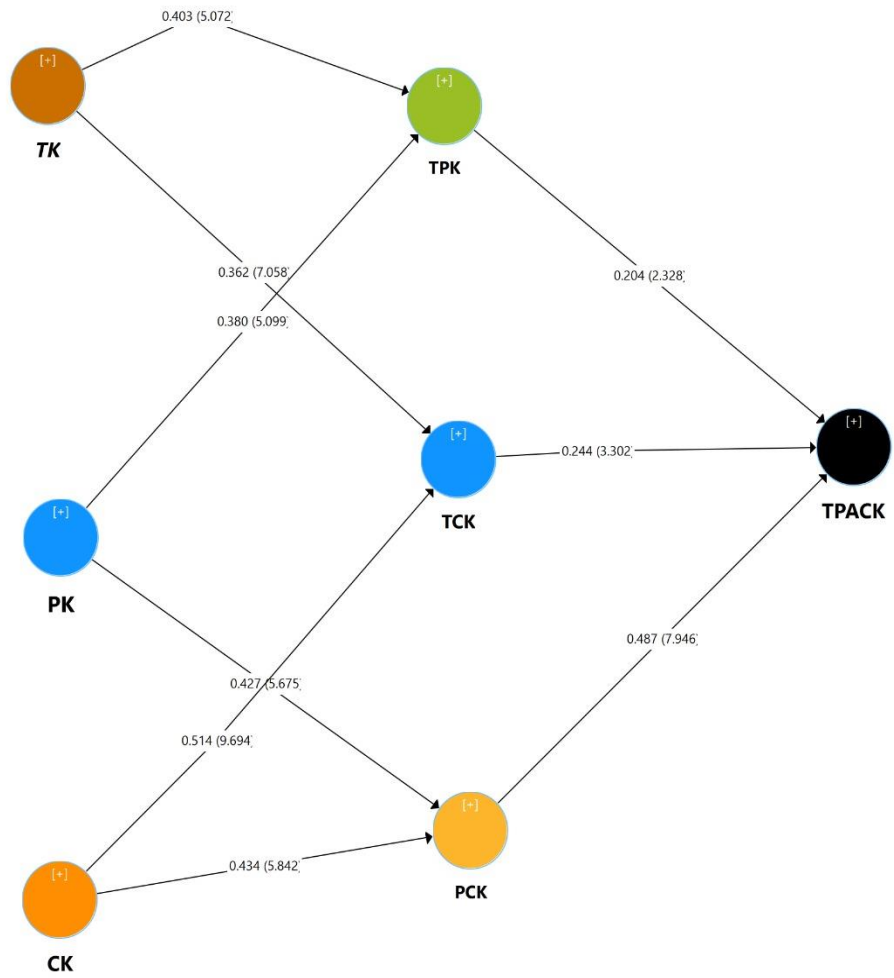 0.403 (5.072)
[+]
TK
[+]
TPK
0.362 (7.058)
0.204 (2.328)
0.380 (5.099)
[+]
TCK
0.244 (3.302)
[+]
TPACK
[+]
PK
0.487 (7.946)
0.427 (5.675)
0.514 (9.694)
[+]
PCK
0.434 (5.842)
[+]
CK